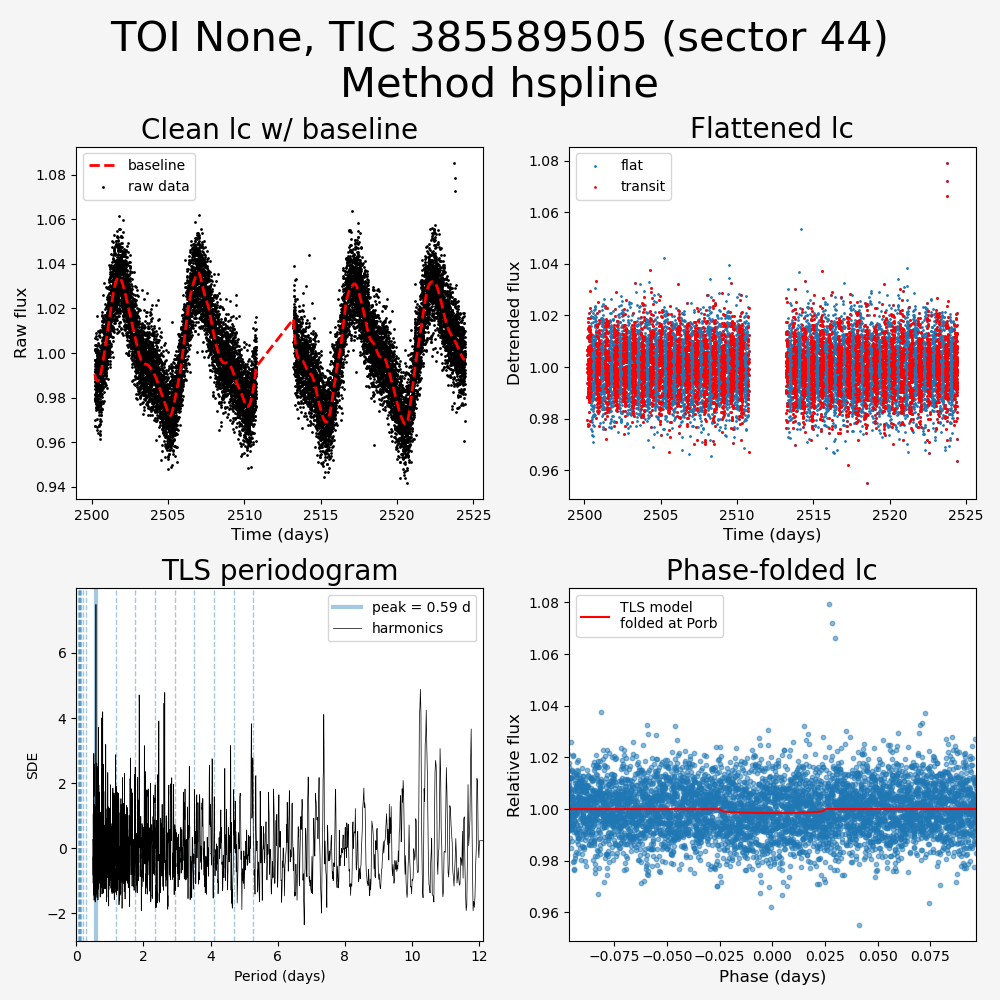 TOI None, TIC 385589505 (sector 44)
Method hspline
Clean lc w/ baseline
baseline
raw data
1.08
1.06
1.04
1.02
1.00
0.98
0.96
0.94
Raw flux
2500
2505
2510
2515
2520
2525
Time (days)
Flattened lc
flat
transit
1.08
1.06
1.04
1.02
1.00
0.98
0.96
Detrended flux
2500
2505
2510
2515
2520
2525
Time (days)
TLS periodogram
peak = 0.59 d
harmonics
6
4
2
0
−2
SDE
0
2
4
6
8
10
12
Period (days)
Phase-folded lc
TLS model
folded at Porb
1.08
1.06
1.04
1.02
1.00
0.98
0.96
Relative flux
−0.075
−0.050
−0.025
0.000
0.025
0.050
0.075
Phase (days)